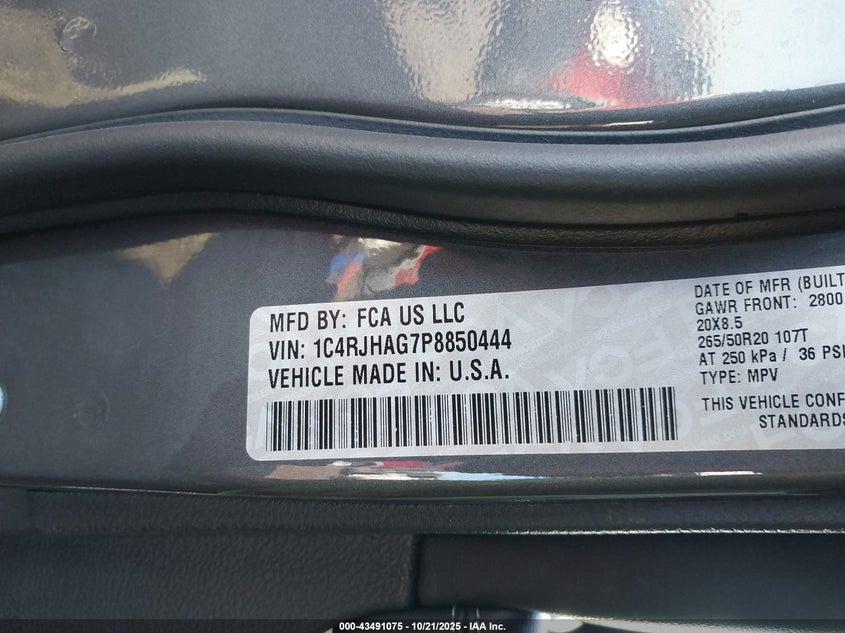 MFD BY: FCA US LLC
VIN: 1C4RJHAG7P8850444
VEHICLE MADE IN: U.S.A.
DATE OF MFR (BUILT
GAWR FRONT: 2800
20X8.5
265/50R20 107T
AT 250 kPa / 36 PSI
TYPE: MPV
THIS VEHICLE CONF
STANDARDS
000-43491075 - 10/21/2025 - IAA Inc.